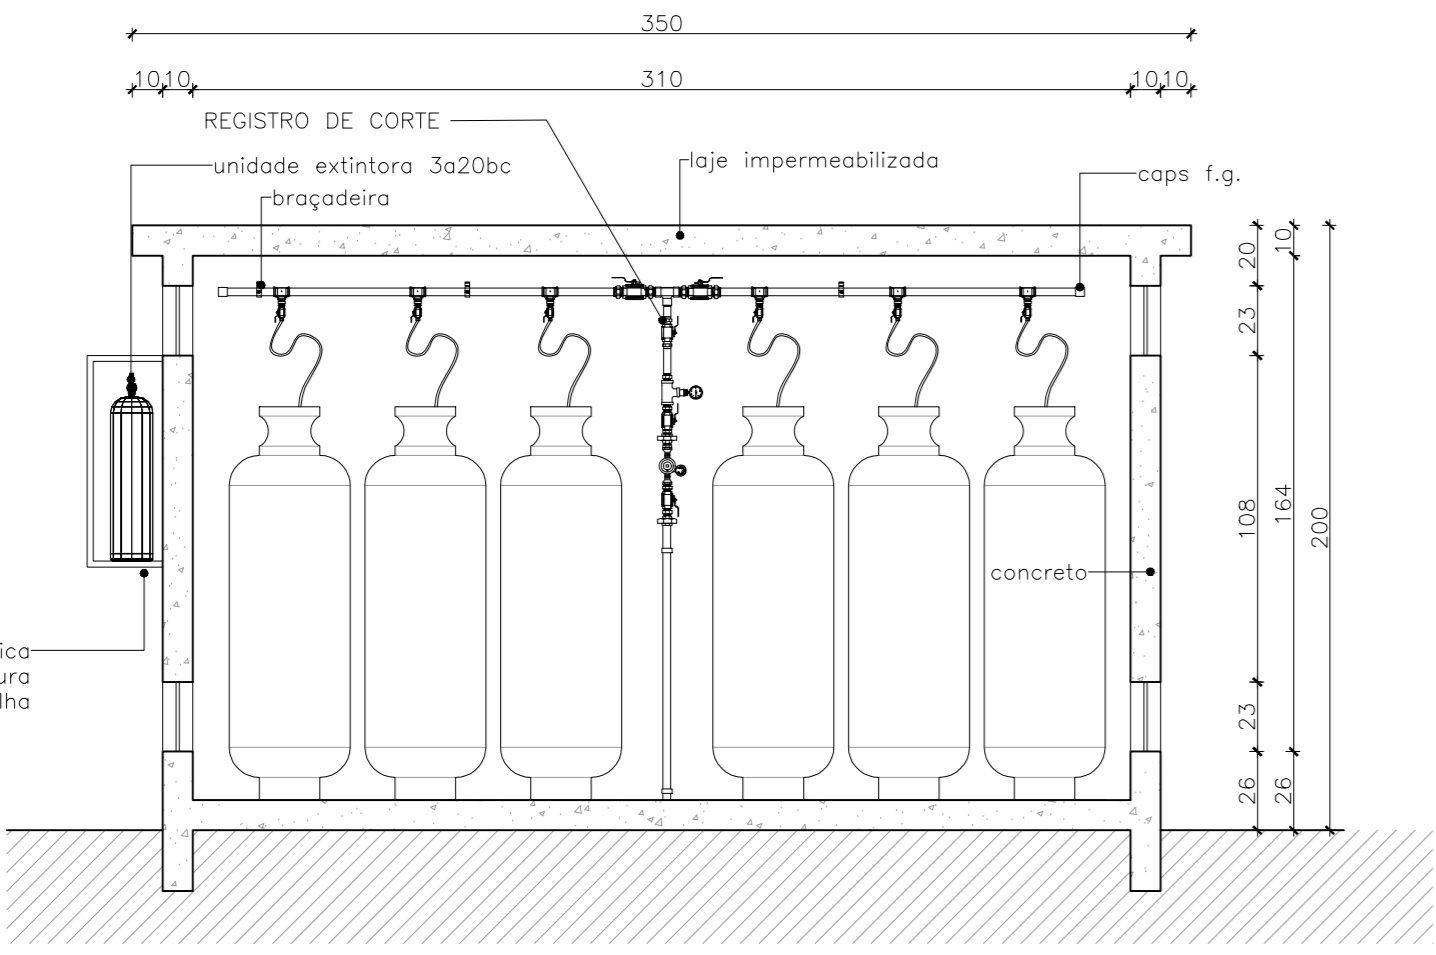 350
10 10 310 10 10
REGISTRO DE CORTE
unidade extintora 3a20bc
laje impermeabilizada
caps f.g.
braçadeira
20
10
23
108
164
200
concreto
ica
ura
lha
23
26
26